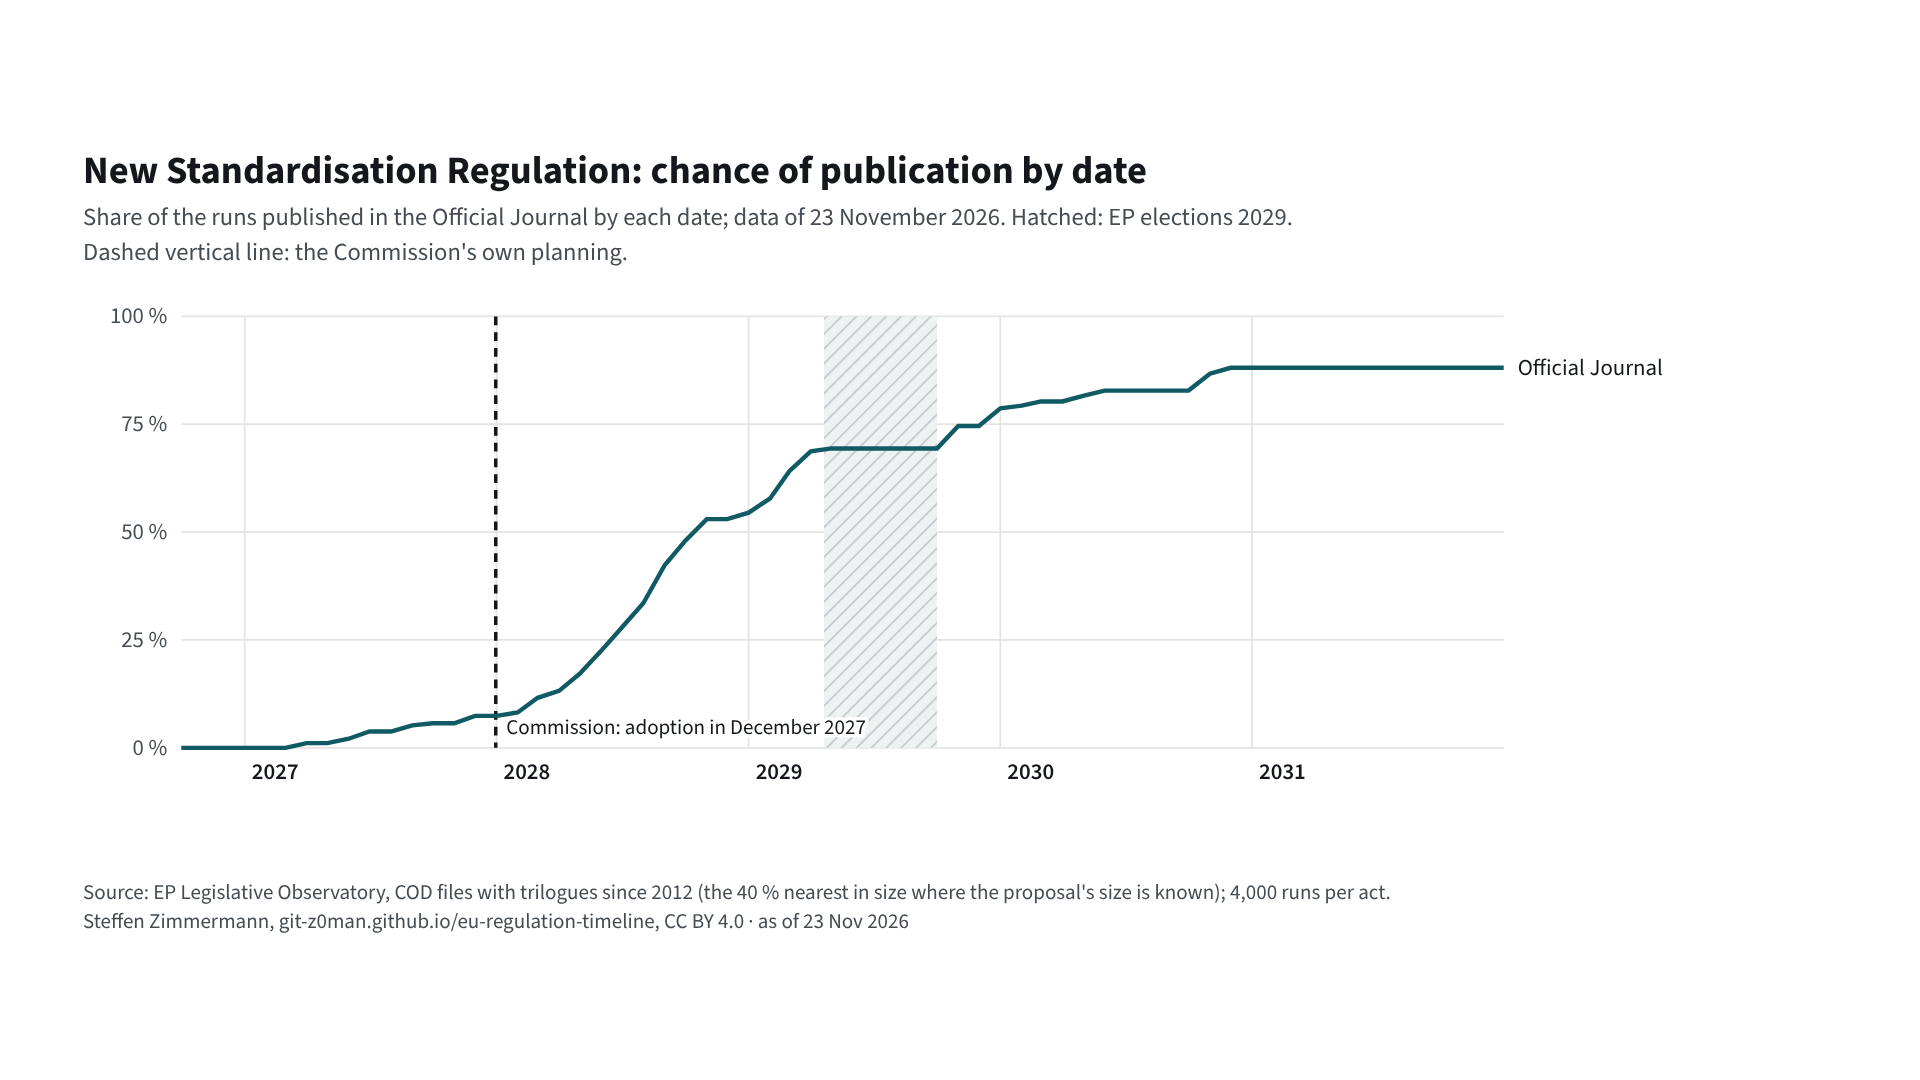 New Standardisation Regulation: chance of publication by date
Share of the runs published in the Official Journal by each date; data of 23 November 2026. Hatched: EP elections 2029.
Dashed vertical line: the Commission's own planning.
100 %
75 %
50 %
25 %
0 %
Official Journal
Commission: adoption in December 2027
2027
2028
2029
2030
2031
Source: EP Legislative Observatory, COD files with trilogues since 2012 (the 40 % nearest in size where the proposal's size is known); 4,000 runs per act.
Steffen Zimmermann, git-z0man.github.io/eu-regulation-timeline, CC BY 4.0 · as of 23 Nov 2026